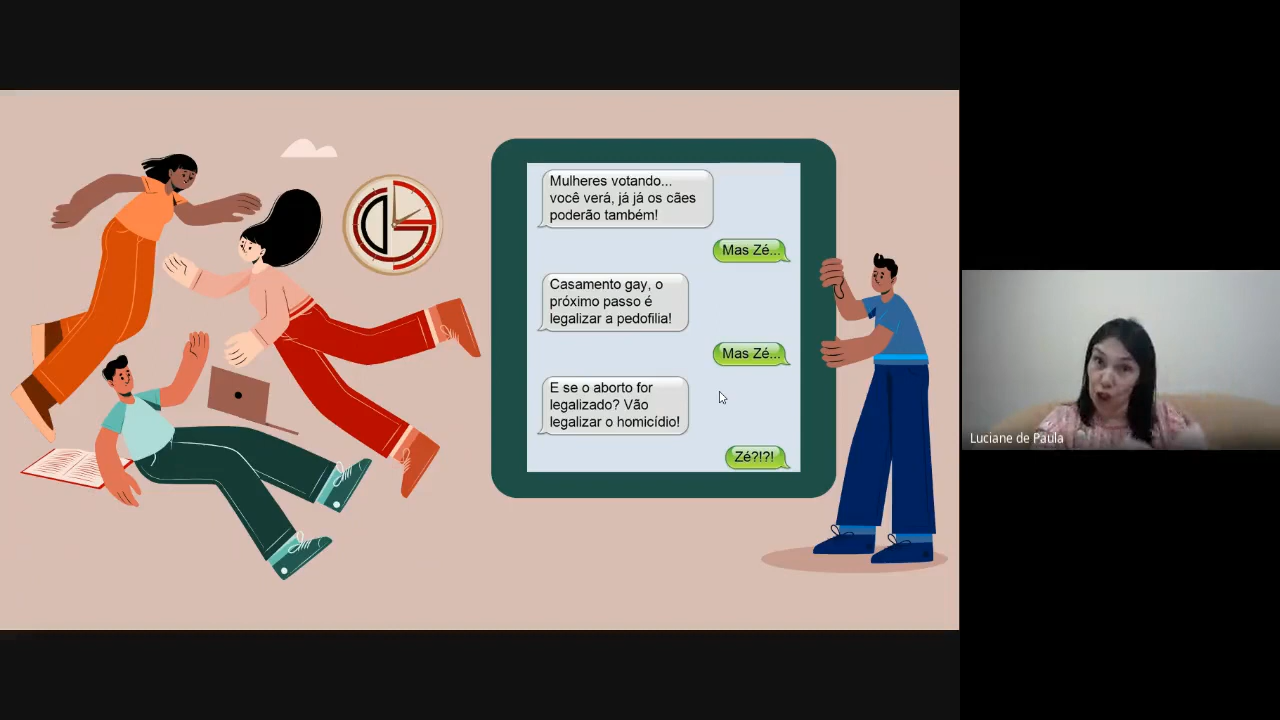 Mulheres votando...
você verá, já já os cães
poderão também!
Mas Zé...
Casamento gay, o
próximo passo é
legalizar a pedofilia!
Mas Zé...
E se o aborto for
legalizado? Vão
legalizar o homicídio!
Zé?!?!
Luciane de Paula